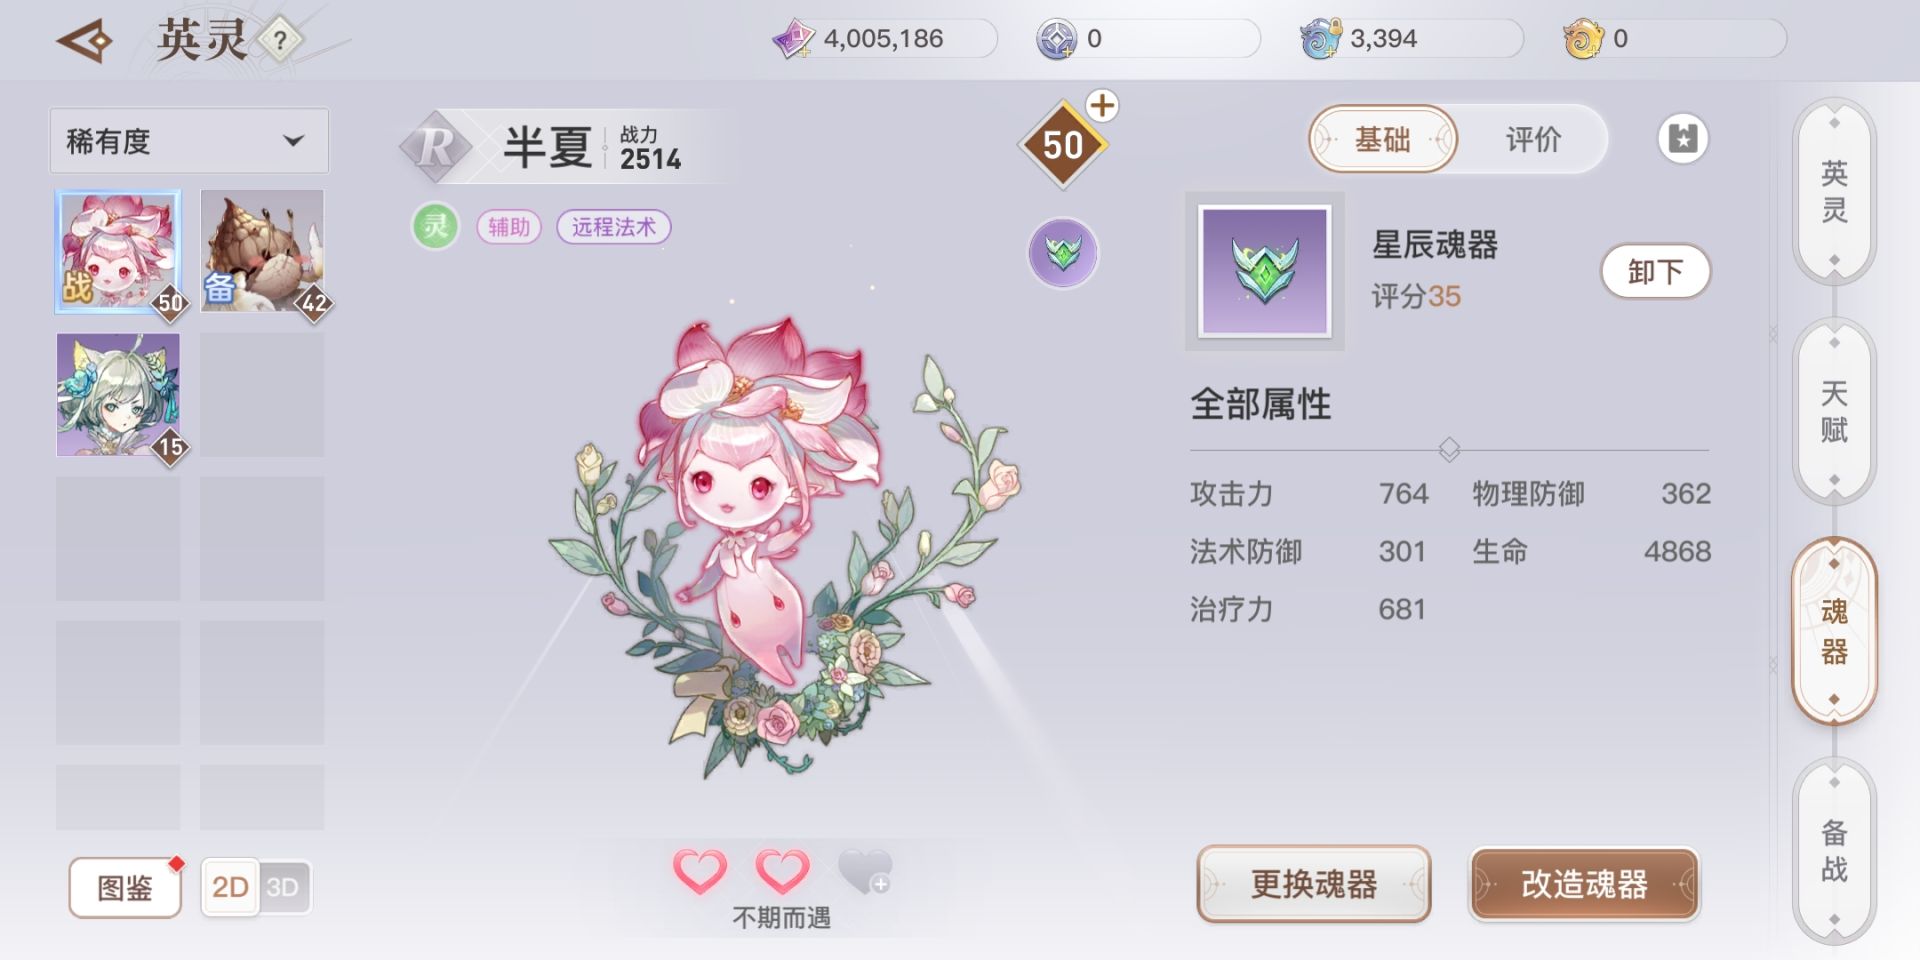 英灵 ?
4,005,186
0
3,394
0
稀有度
战
50
备
42
15
图鉴
2D 3D
R 半夏 战力
2514
灵 辅助 远程法术
50
不期而遇
基础 评价
星辰魂器
评分35
卸下
全部属性
攻击力 764 物理防御 362
法术防御 301 生命 4868
治疗力 681
更换魂器 改造魂器
英灵
天赋
魂器
备战